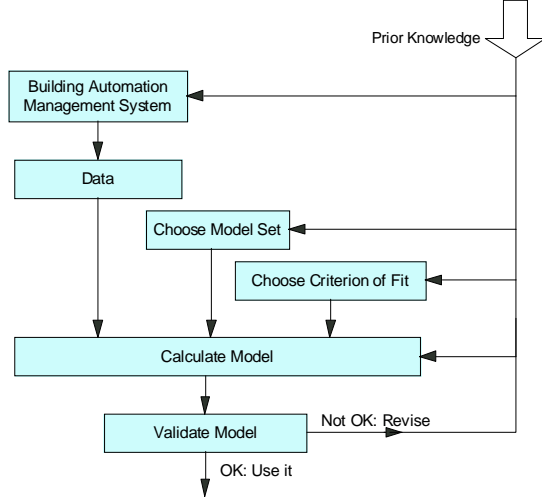 Prior Knowledge
Building Automation
Management System
Data
Choose Model Set
Choose Criterion of Fit
Calculate Model
Validate Model
Not OK: Revise
OK: Use it